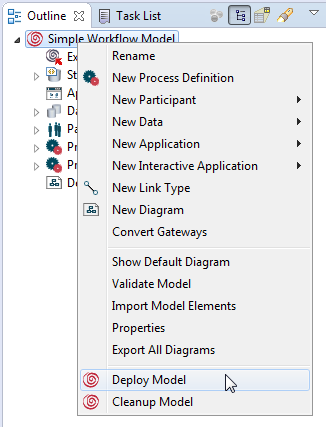 Outline Task List
Simple Workflow Model
Ex
Rename
St
New Process Definition
Ap
New Participant
Da
New Data
Pa
New Application
Pr
New Interactive Application
Pr
New Link Type
De
New Diagram
Convert Gateways
Show Default Diagram
Validate Model
Import Model Elements
Properties
Export All Diagrams
Deploy Model
Cleanup Model